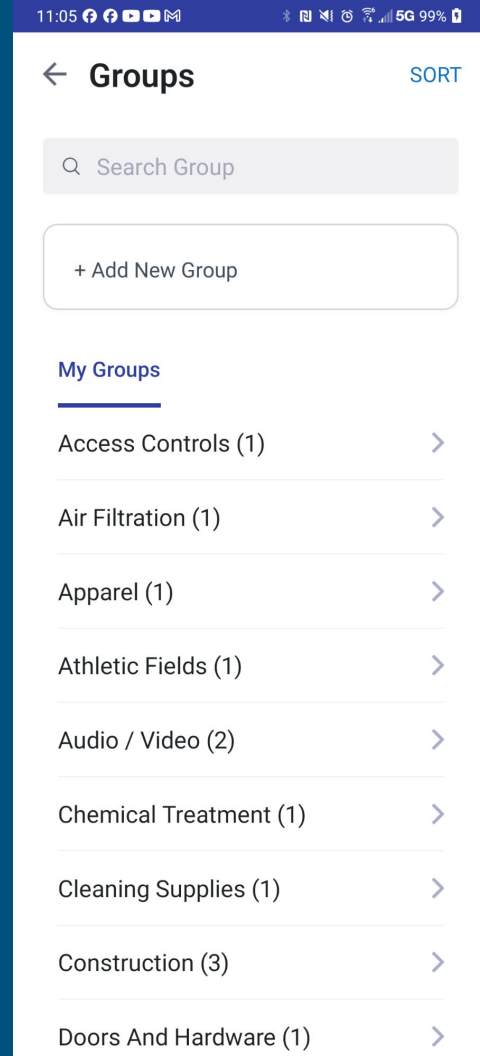 11:05 5G 99%
Groups SORT
Search Group
+ Add New Group
My Groups
Access Controls (1)
Air Filtration (1)
Apparel (1)
Athletic Fields (1)
Audio / Video (2)
Chemical Treatment (1)
Cleaning Supplies (1)
Construction (3)
Doors And Hardware (1)